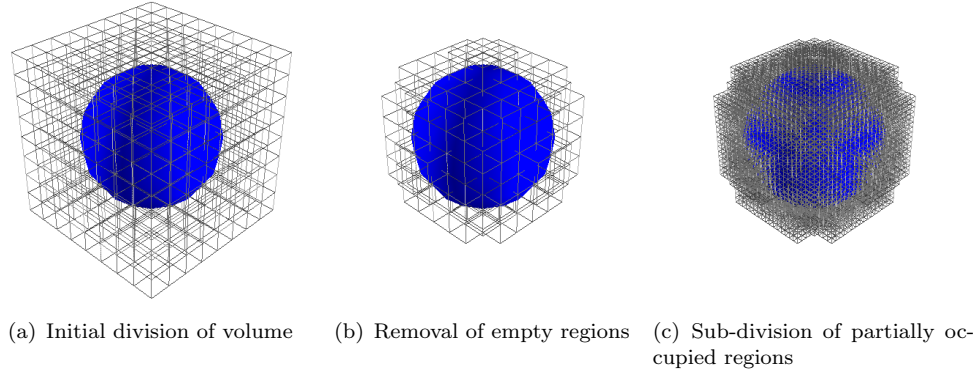 (a) Initial division of volume
(b) Removal of empty regions
(c) Sub-division of partially oc-
cupied regions